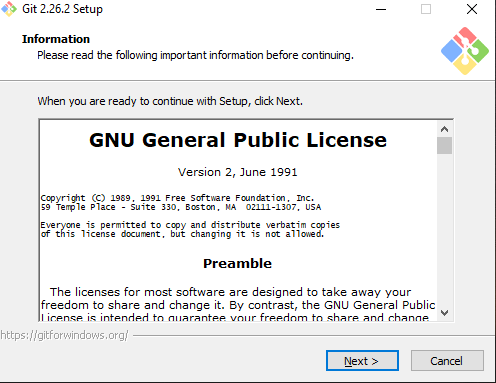 Git 2.26.2 Setup
Information
Please read the following important information before continuing.
When you are ready to continue with Setup, click Next.
GNU General Public License
Version 2, June 1991
Copyright (C) 1989, 1991 Free Software Foundation, Inc.
59 Temple Place - Suite 330, Boston, MA  02111-1307, USA
Everyone is permitted to copy and distribute verbatim copies
of this license document, but changing it is not allowed.
Preamble
The licenses for most software are designed to take away your
freedom to share and change it. By contrast, the GNU General Public
License is intended to guarantee your freedom to share and change
https://gitforwindows.org/
Next >
Cancel